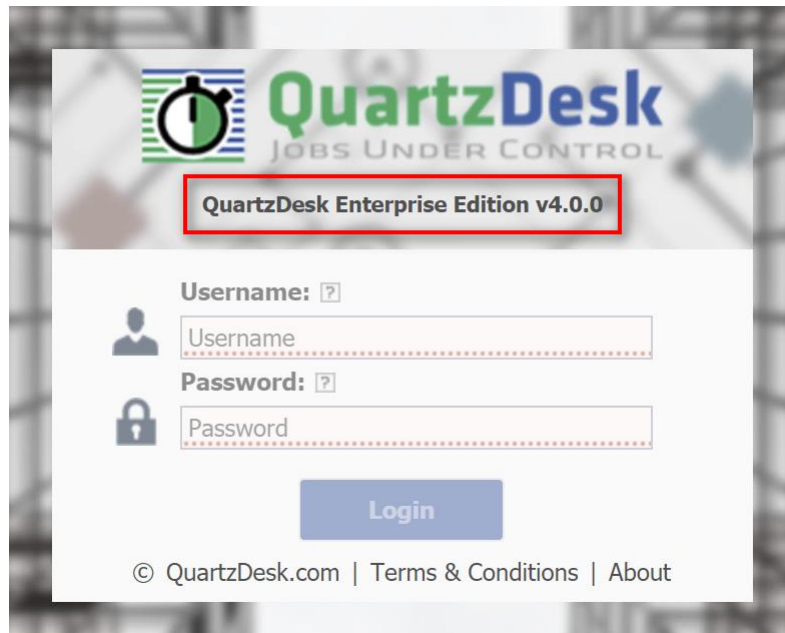 QuartzDesk
JOBS UNDER CONTROL
QuartzDesk Enterprise Edition v4.0.0
Username: ?
Username
Password: ?
Password
Login
© QuartzDesk.com | Terms & Conditions | About